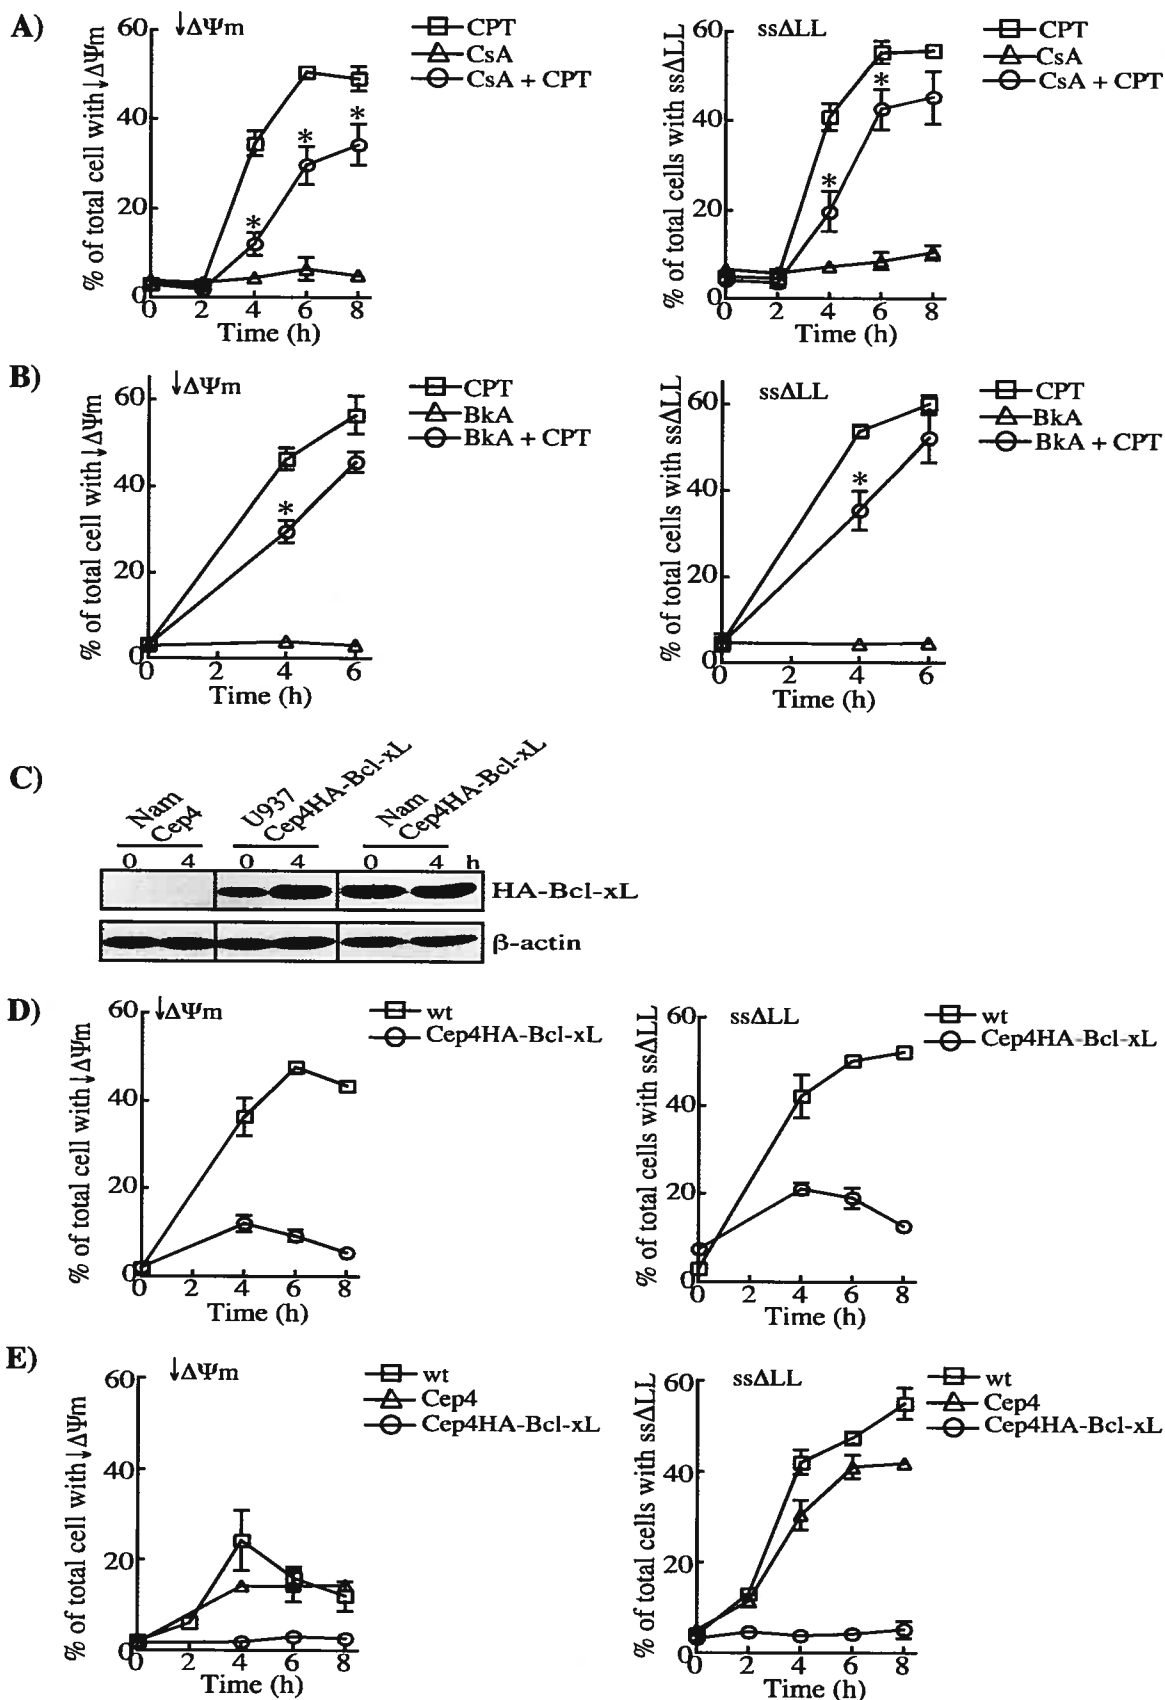 A)
↓ΔΨm
CPT
CsA
CsA + CPT
% of total cell with↓ΔΨm
60
40
20
0
0 2 4 6 8
Time (h)
* * *
ssΔLL
CPT
CsA
CsA + CPT
% of total cells with ssΔLL
60
40
20
0
0 2 4 6 8
Time (h)
* *
B)
↓ΔΨm
CPT
BkA
BkA + CPT
% of total cell with↓ΔΨm
60
40
20
0
0 2 4 6
Time (h)
*
ssΔLL
CPT
BkA
BkA + CPT
% of total cells with ssΔLL
60
40
20
0
0 2 4 6
Time (h)
*
C)
Nam
Cep4
U937
Cep4HA-Bcl-xL
Nam
Cep4HA-Bcl-xL
0 4 0 4 0 4 h
HA-Bcl-xL
β-actin
D)
↓ΔΨm
wt
Cep4HA-Bcl-xL
% of total cell with↓ΔΨm
60
40
20
0
0 2 4 6 8
Time (h)
ssΔLL
wt
Cep4HA-Bcl-xL
% of total cells with ssΔLL
60
40
20
0
0 2 4 6 8
Time (h)
E)
↓ΔΨm
wt
Cep4
Cep4HA-Bcl-xL
% of total cell with↓ΔΨm
60
40
20
0
0 2 4 6 8
Time (h)
ssΔLL
wt
Cep4
Cep4HA-Bcl-xL
% of total cells with ssΔLL
60
40
20
0
0 2 4 6 8
Time (h)